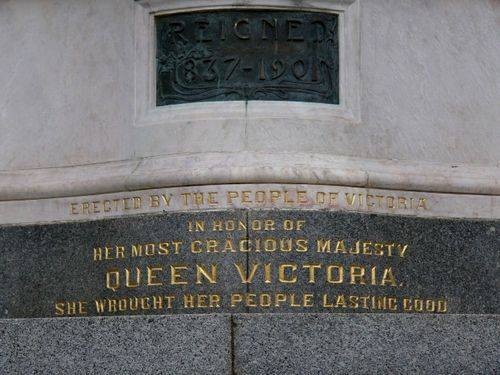 REIGNED
1837-1901
ERECTED BY THE PEOPLE OF VICTORIA
IN HONOR OF
HER MOST GRACIOUS MAJESTY
QUEEN VICTORIA.
SHE WROUGHT HER PEOPLE LASTING GOOD